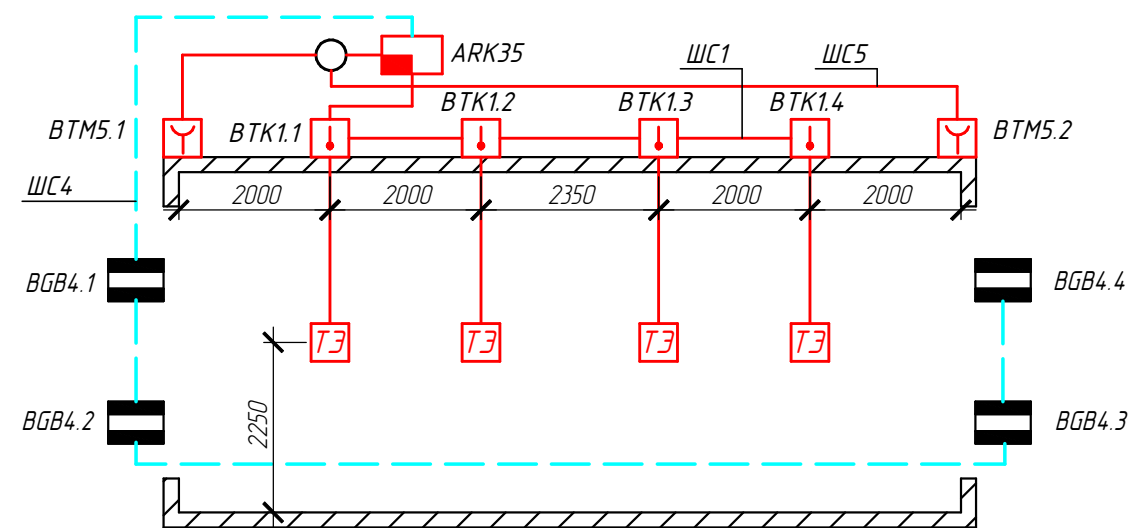 ARK35
ШС1
ШС5
BTK1.2
BTK1.3
BTK1.4
BTM5.1
BTK1.1
BTM5.2
ШС4
2000
2000
2350
2000
2000
BGB4.1
BGB4.4
ТЭ
ТЭ
ТЭ
ТЭ
2250
BGB4.2
BGB4.3